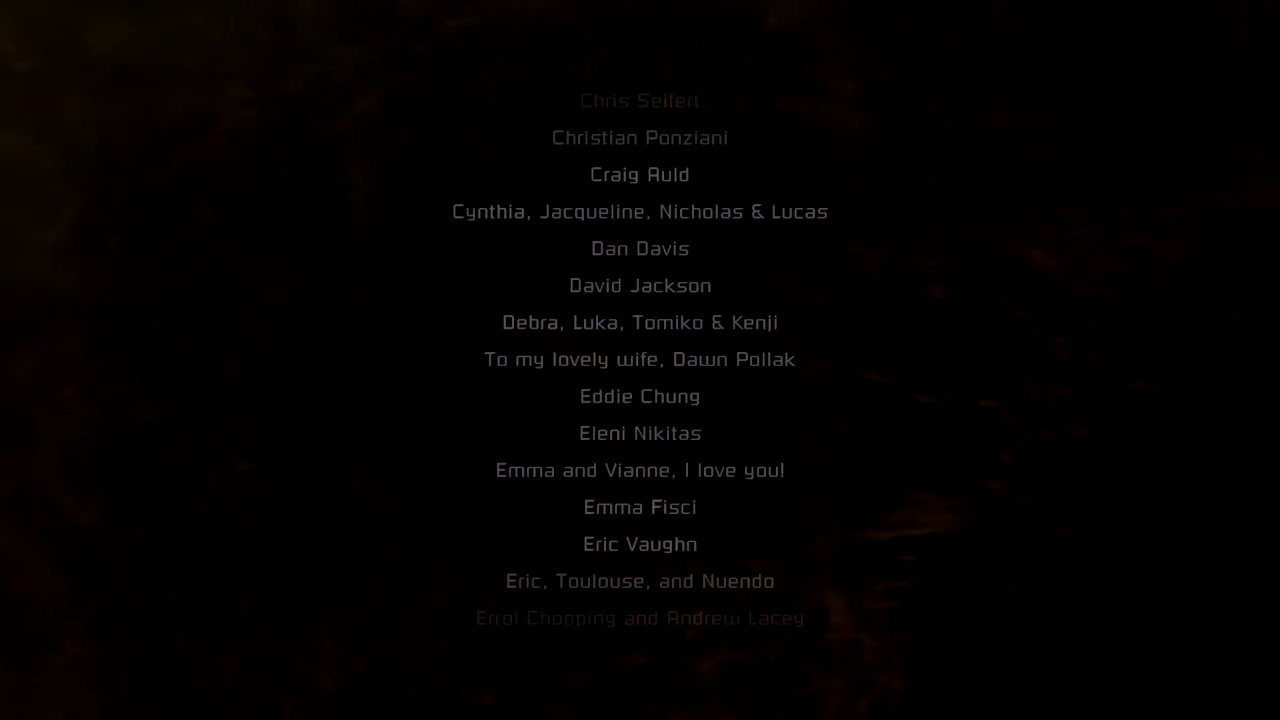 Chris Seifert
Christian Ponziani
Craig Auld
Cynthia, Jacqueline, Nicholas & Lucas
Dan Davis
David Jackson
Debra, Luka, Tomiko & Kenji
To my lovely wife, Dawn Pollak
Eddie Chung
Eleni Nikitas
Emma and Vianne, I love you!
Emma Fisci
Eric Vaughn
Eric, Toulouse, and Nuendo
Errol Chopping and Andrew Lacey